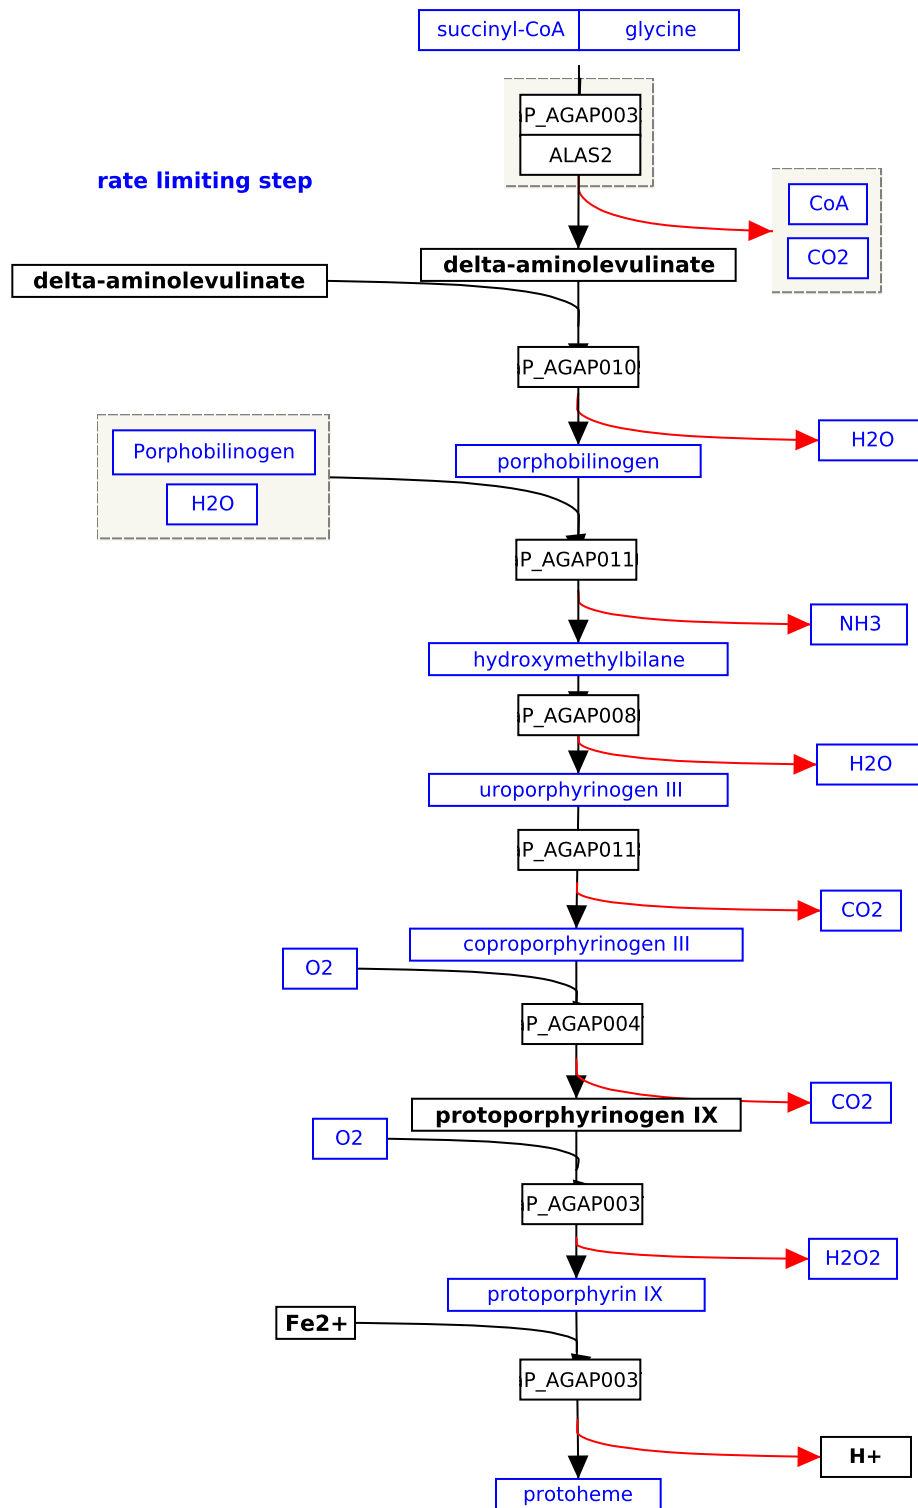 succinyl-CoA glycine
P_AGAP003
ALAS2
rate limiting step
CoA
CO2
delta-aminolevulinate
delta-aminolevulinate
P_AGAP010
H2O
Porphobilinogen
porphobilinogen
H2O
P_AGAP011
NH3
hydroxymethylbilane
P_AGAP008
H2O
uroporphyrinogen III
P_AGAP011
CO2
coproporphyrinogen III
O2
P_AGAP004
CO2
protoporphyrinogen IX
O2
P_AGAP003
H2O2
protoporphyrin IX
Fe2+
P_AGAP003
H+
protoheme